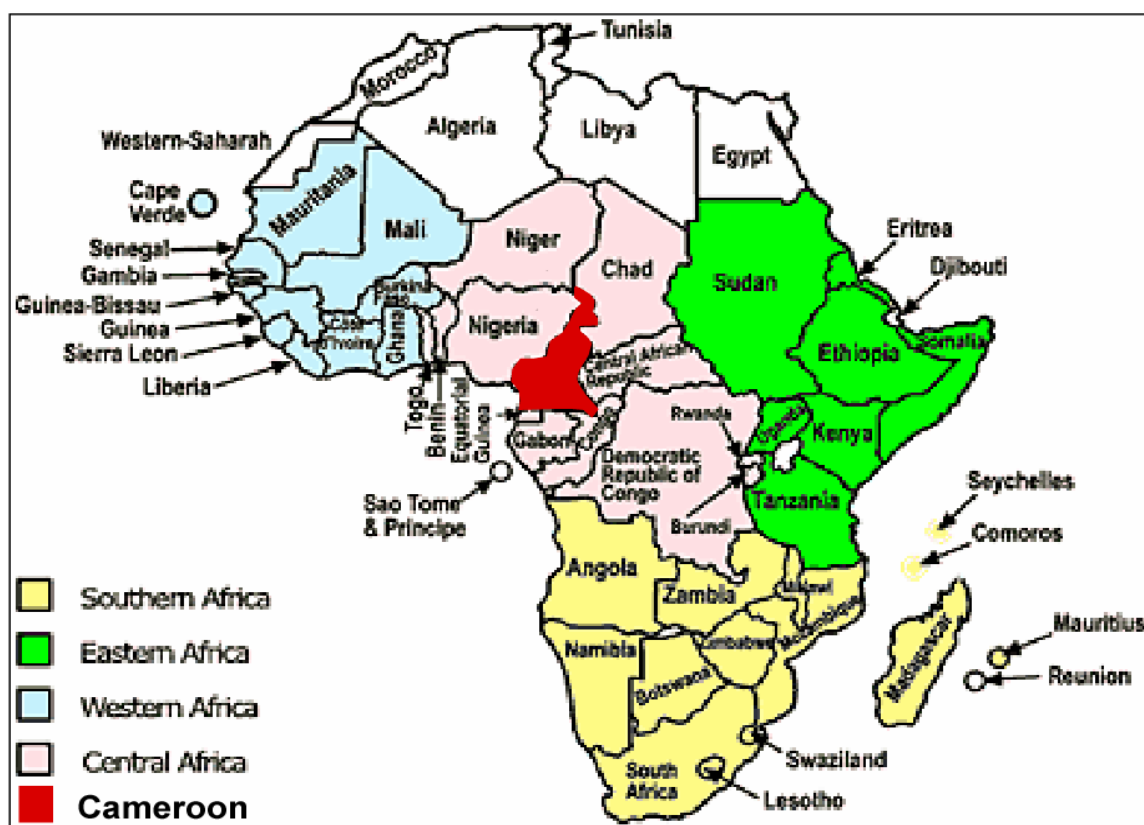 Tunisia
Morocco
Algeria
Libya
Egypt
Western-Saharah
Cape
Verde
Mauritania
Mali
Niger
Chad
Sudan
Eritrea
Djibouti
Senegal
Gambia
Guinea-Bissau
Guinea
Sierra Leon
Liberia
Burkina
Faso
Cote
D'Ivoire
Ghana
Nigeria
Togo
Benin
Equatorial
Guinea
Central African
Republic
Ethiopia
Somalia
Rwanda
Uganda
Kenya
Gabon
Congo
Democratic
Republic of
Congo
Burundi
Tanzania
Sao Tome
& Principe
Seychelles
Comoros
Angola
Zambia
Malawi
Mozambique
Zimbabwe
Namibia
Botswana
Madagascar
Mauritius
Reunion
South
Africa
Swaziland
Lesotho
Southern Africa
Eastern Africa
Western Africa
Central Africa
Cameroon